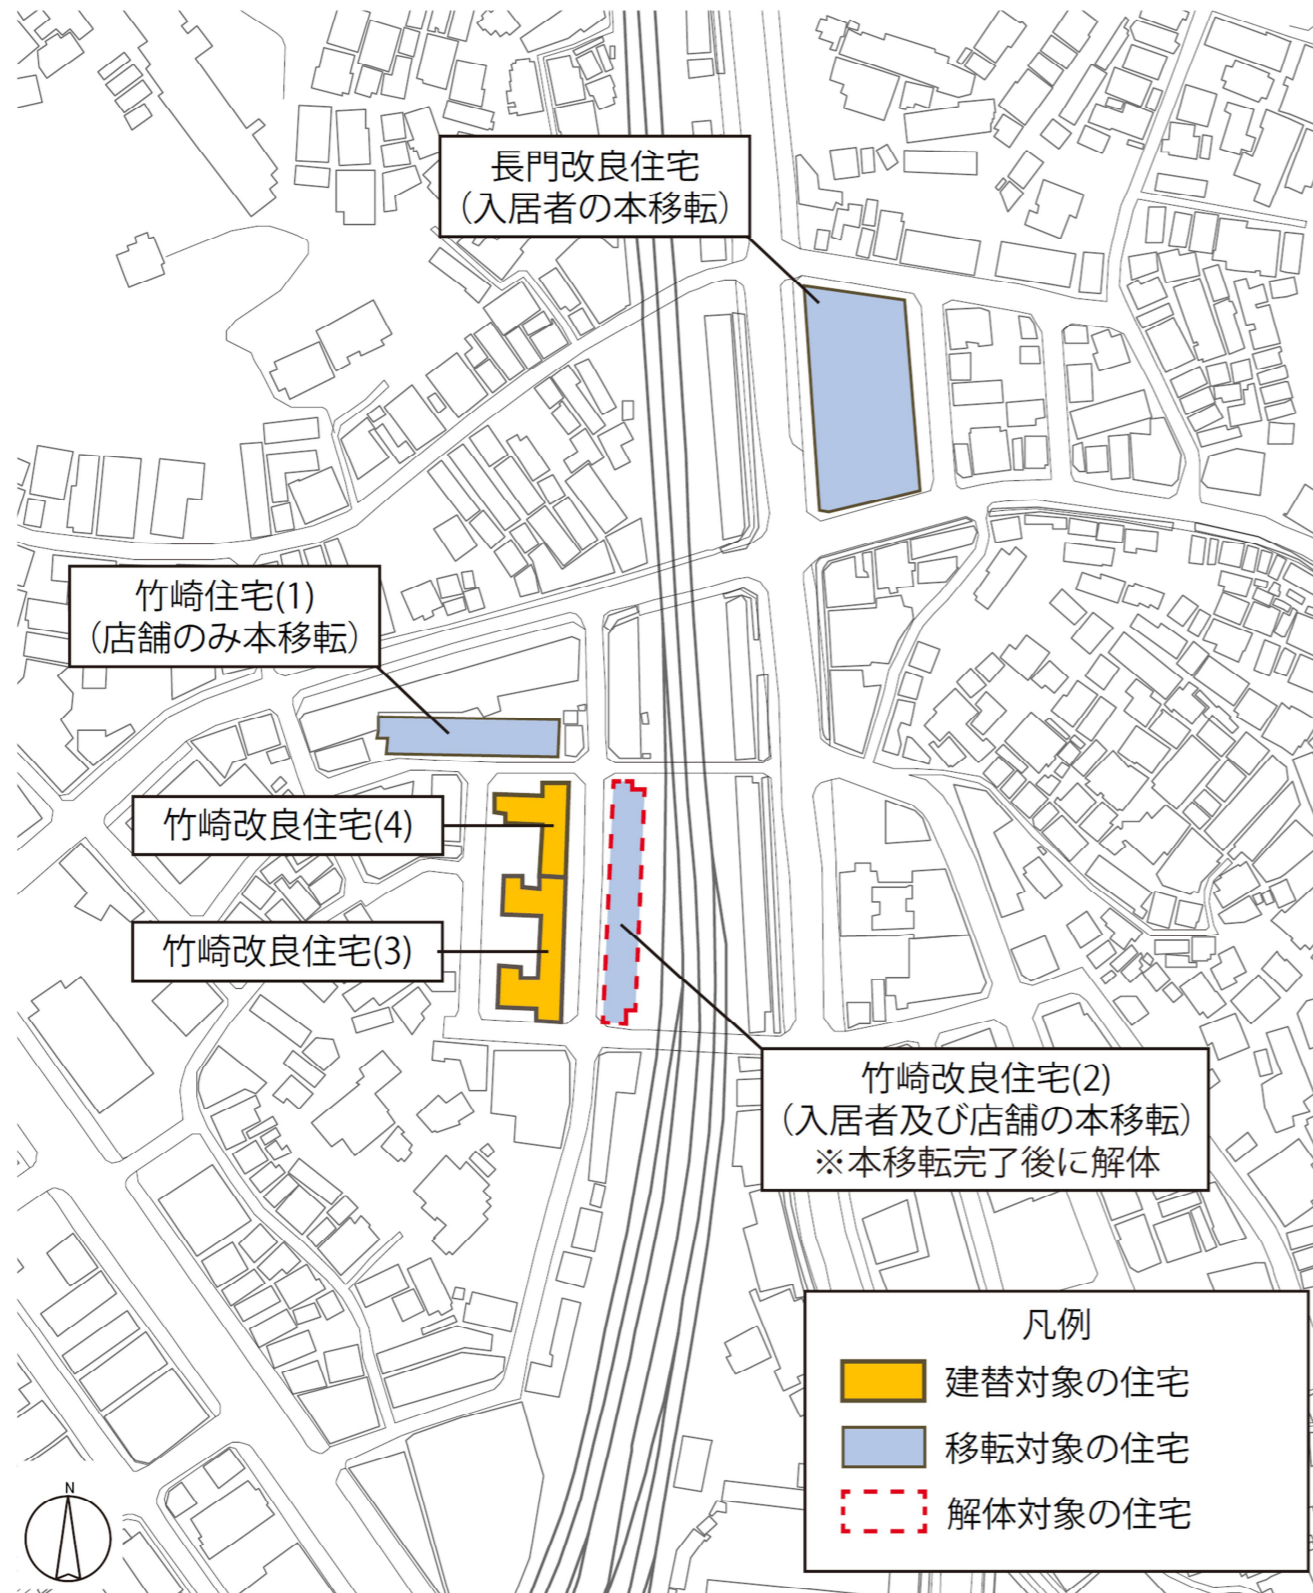 長門改良住宅
（入居者の本移転）
竹崎住宅(1)
（店舗のみ本移転）
竹崎改良住宅(4)
竹崎改良住宅(3)
竹崎改良住宅(2)
（入居者及び店舗の本移転）
※本移転完了後に解体
凡例
建替対象の住宅
移転対象の住宅
解体対象の住宅
N